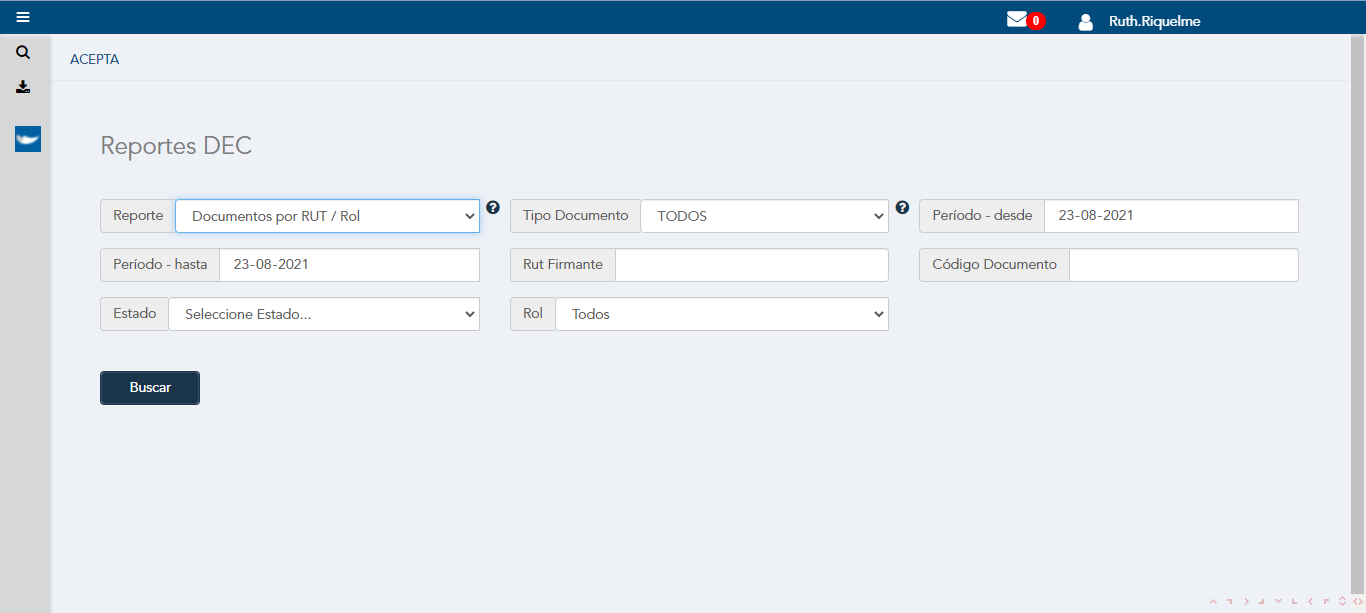 0 Ruth.Riquelme
ACEPTA
Reportes DEC
Reporte Documentos por RUT / Rol Tipo Documento TODOS Período - desde 23-08-2021
Período - hasta 23-08-2021 Rut Firmante Código Documento
Estado Seleccione Estado... Rol Todos
Buscar